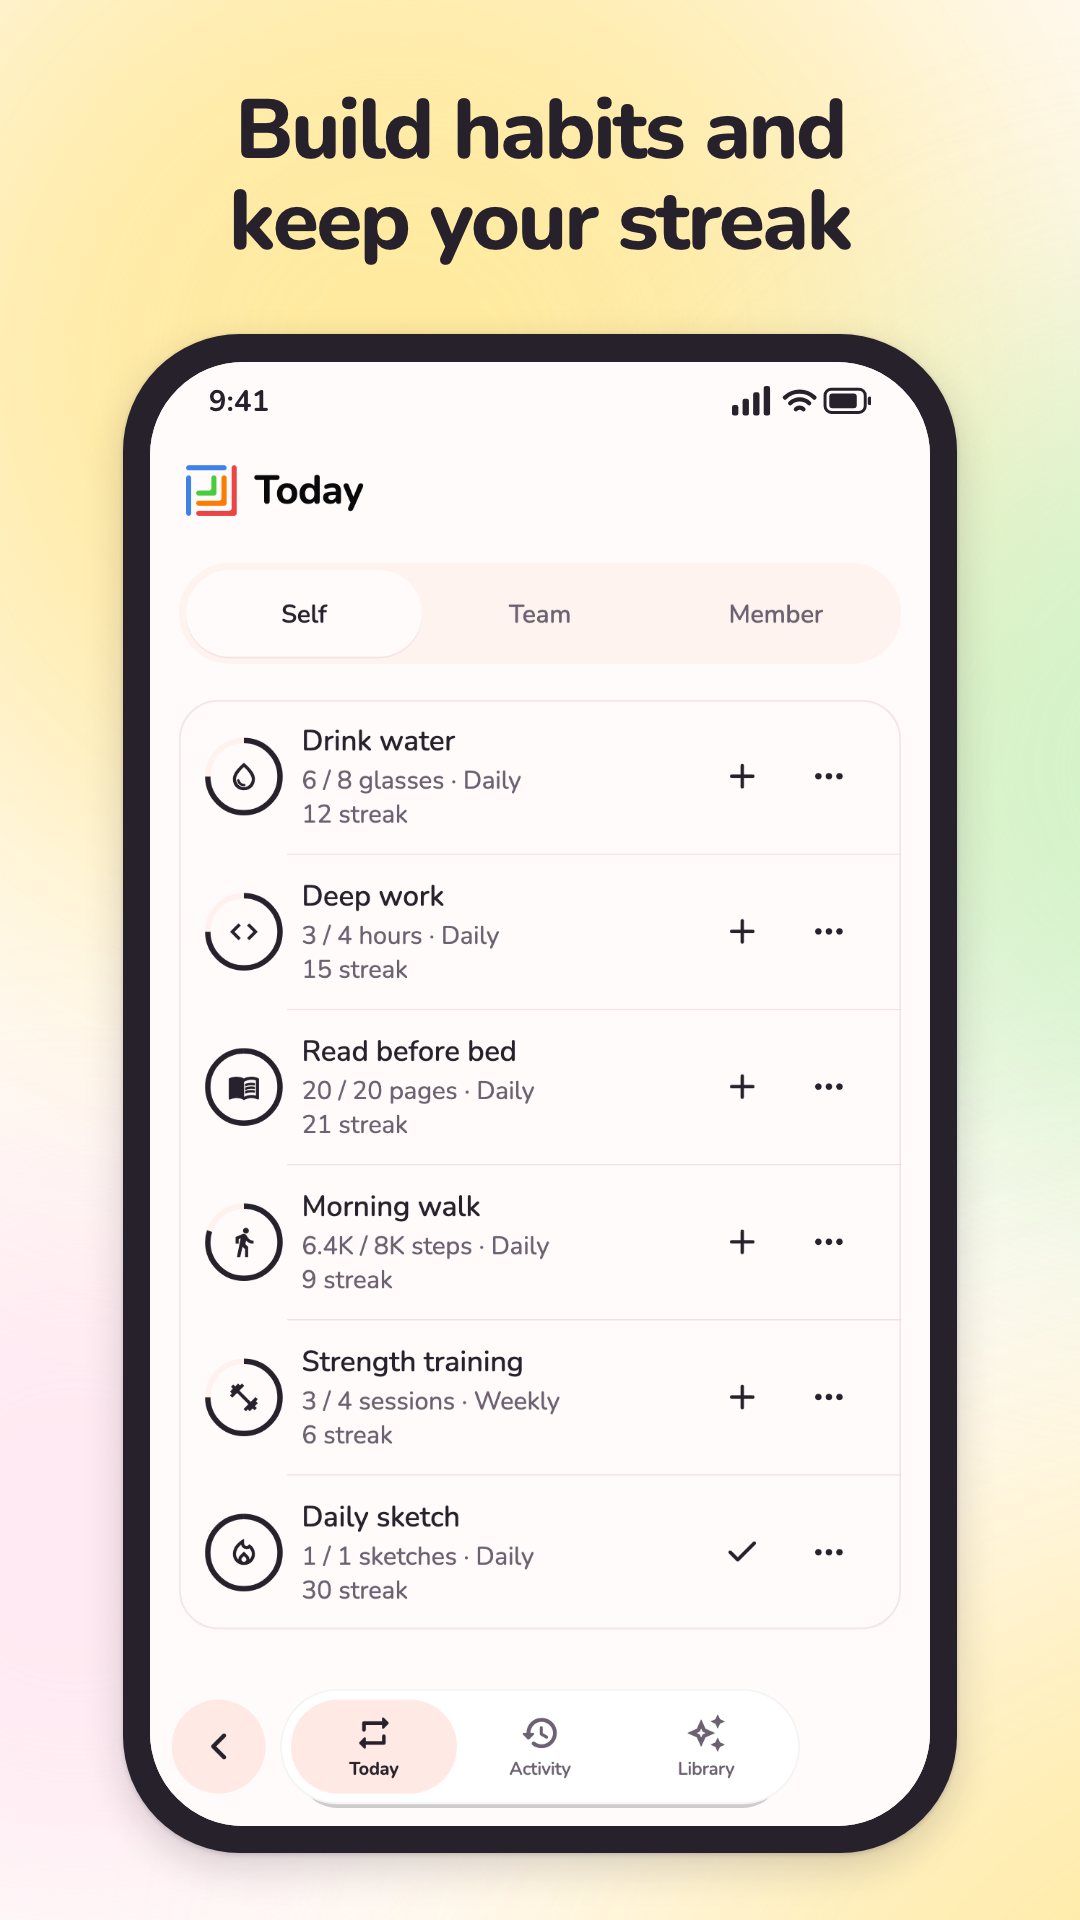 Build habits and
keep your streak
9:41
Today
Self
Team
Member
Drink water
6 / 8 glasses · Daily
12 streak
Deep work
3 / 4 hours · Daily
15 streak
Read before bed
20 / 20 pages · Daily
21 streak
Morning walk
6.4K / 8K steps · Daily
9 streak
Strength training
3 / 4 sessions · Weekly
6 streak
Daily sketch
1 / 1 sketches · Daily
30 streak
Today
Activity
Library